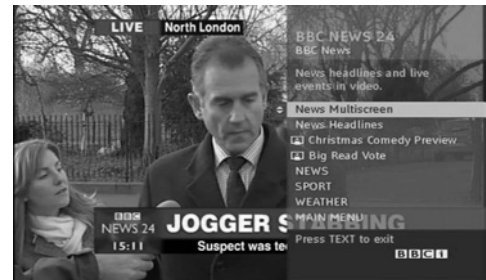 LIVE North London
BBC NEWS 24
BBC News
News headlines and live
events in video.
News Multiscreen
News Headlines
Christmas Comedy Preview
Big Read Vote
NEWS
SPORT
WEATHER
MAIN MENU
Press TEXT to exit
BBCi
BBC
NEWS 24
15:11
JOGGER STABBING
Suspect was